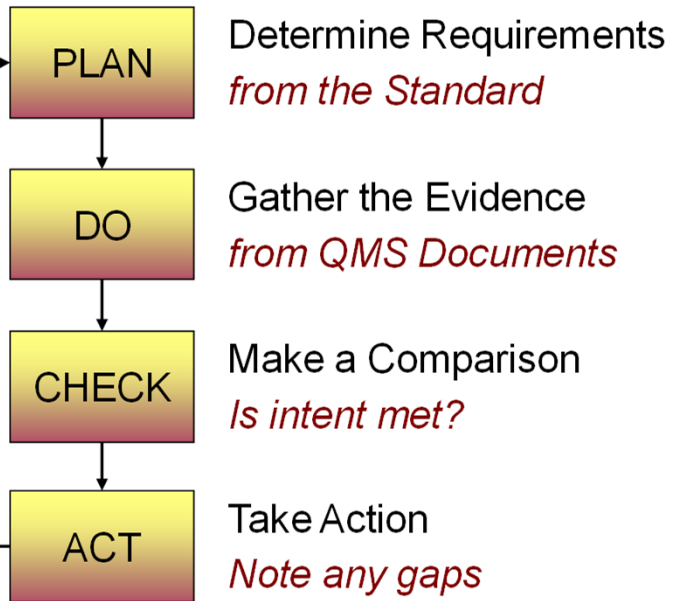 PLAN
Determine Requirements
from the Standard
DO
Gather the Evidence
from QMS Documents
CHECK
Make a Comparison
Is intent met?
ACT
Take Action
Note any gaps